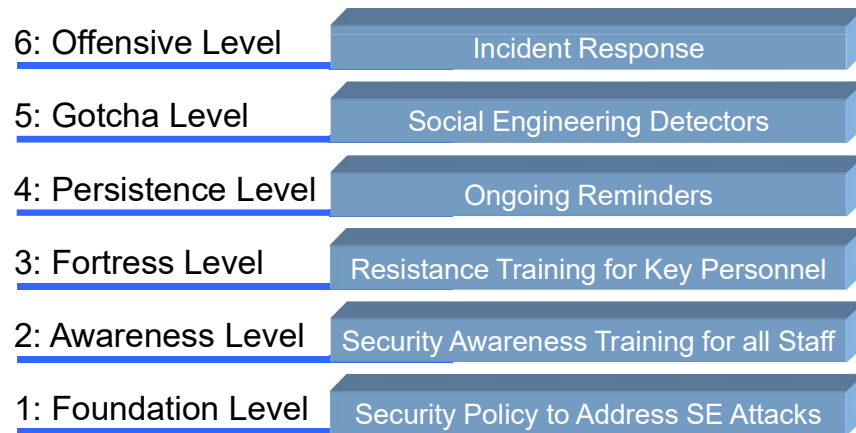 6: Offensive Level Incident Response
5: Gotcha Level Social Engineering Detectors
4: Persistence Level Ongoing Reminders
3: Fortress Level Resistance Training for Key Personnel
2: Awareness Level Security Awareness Training for all Staff
1: Foundation Level Security Policy to Address SE Attacks